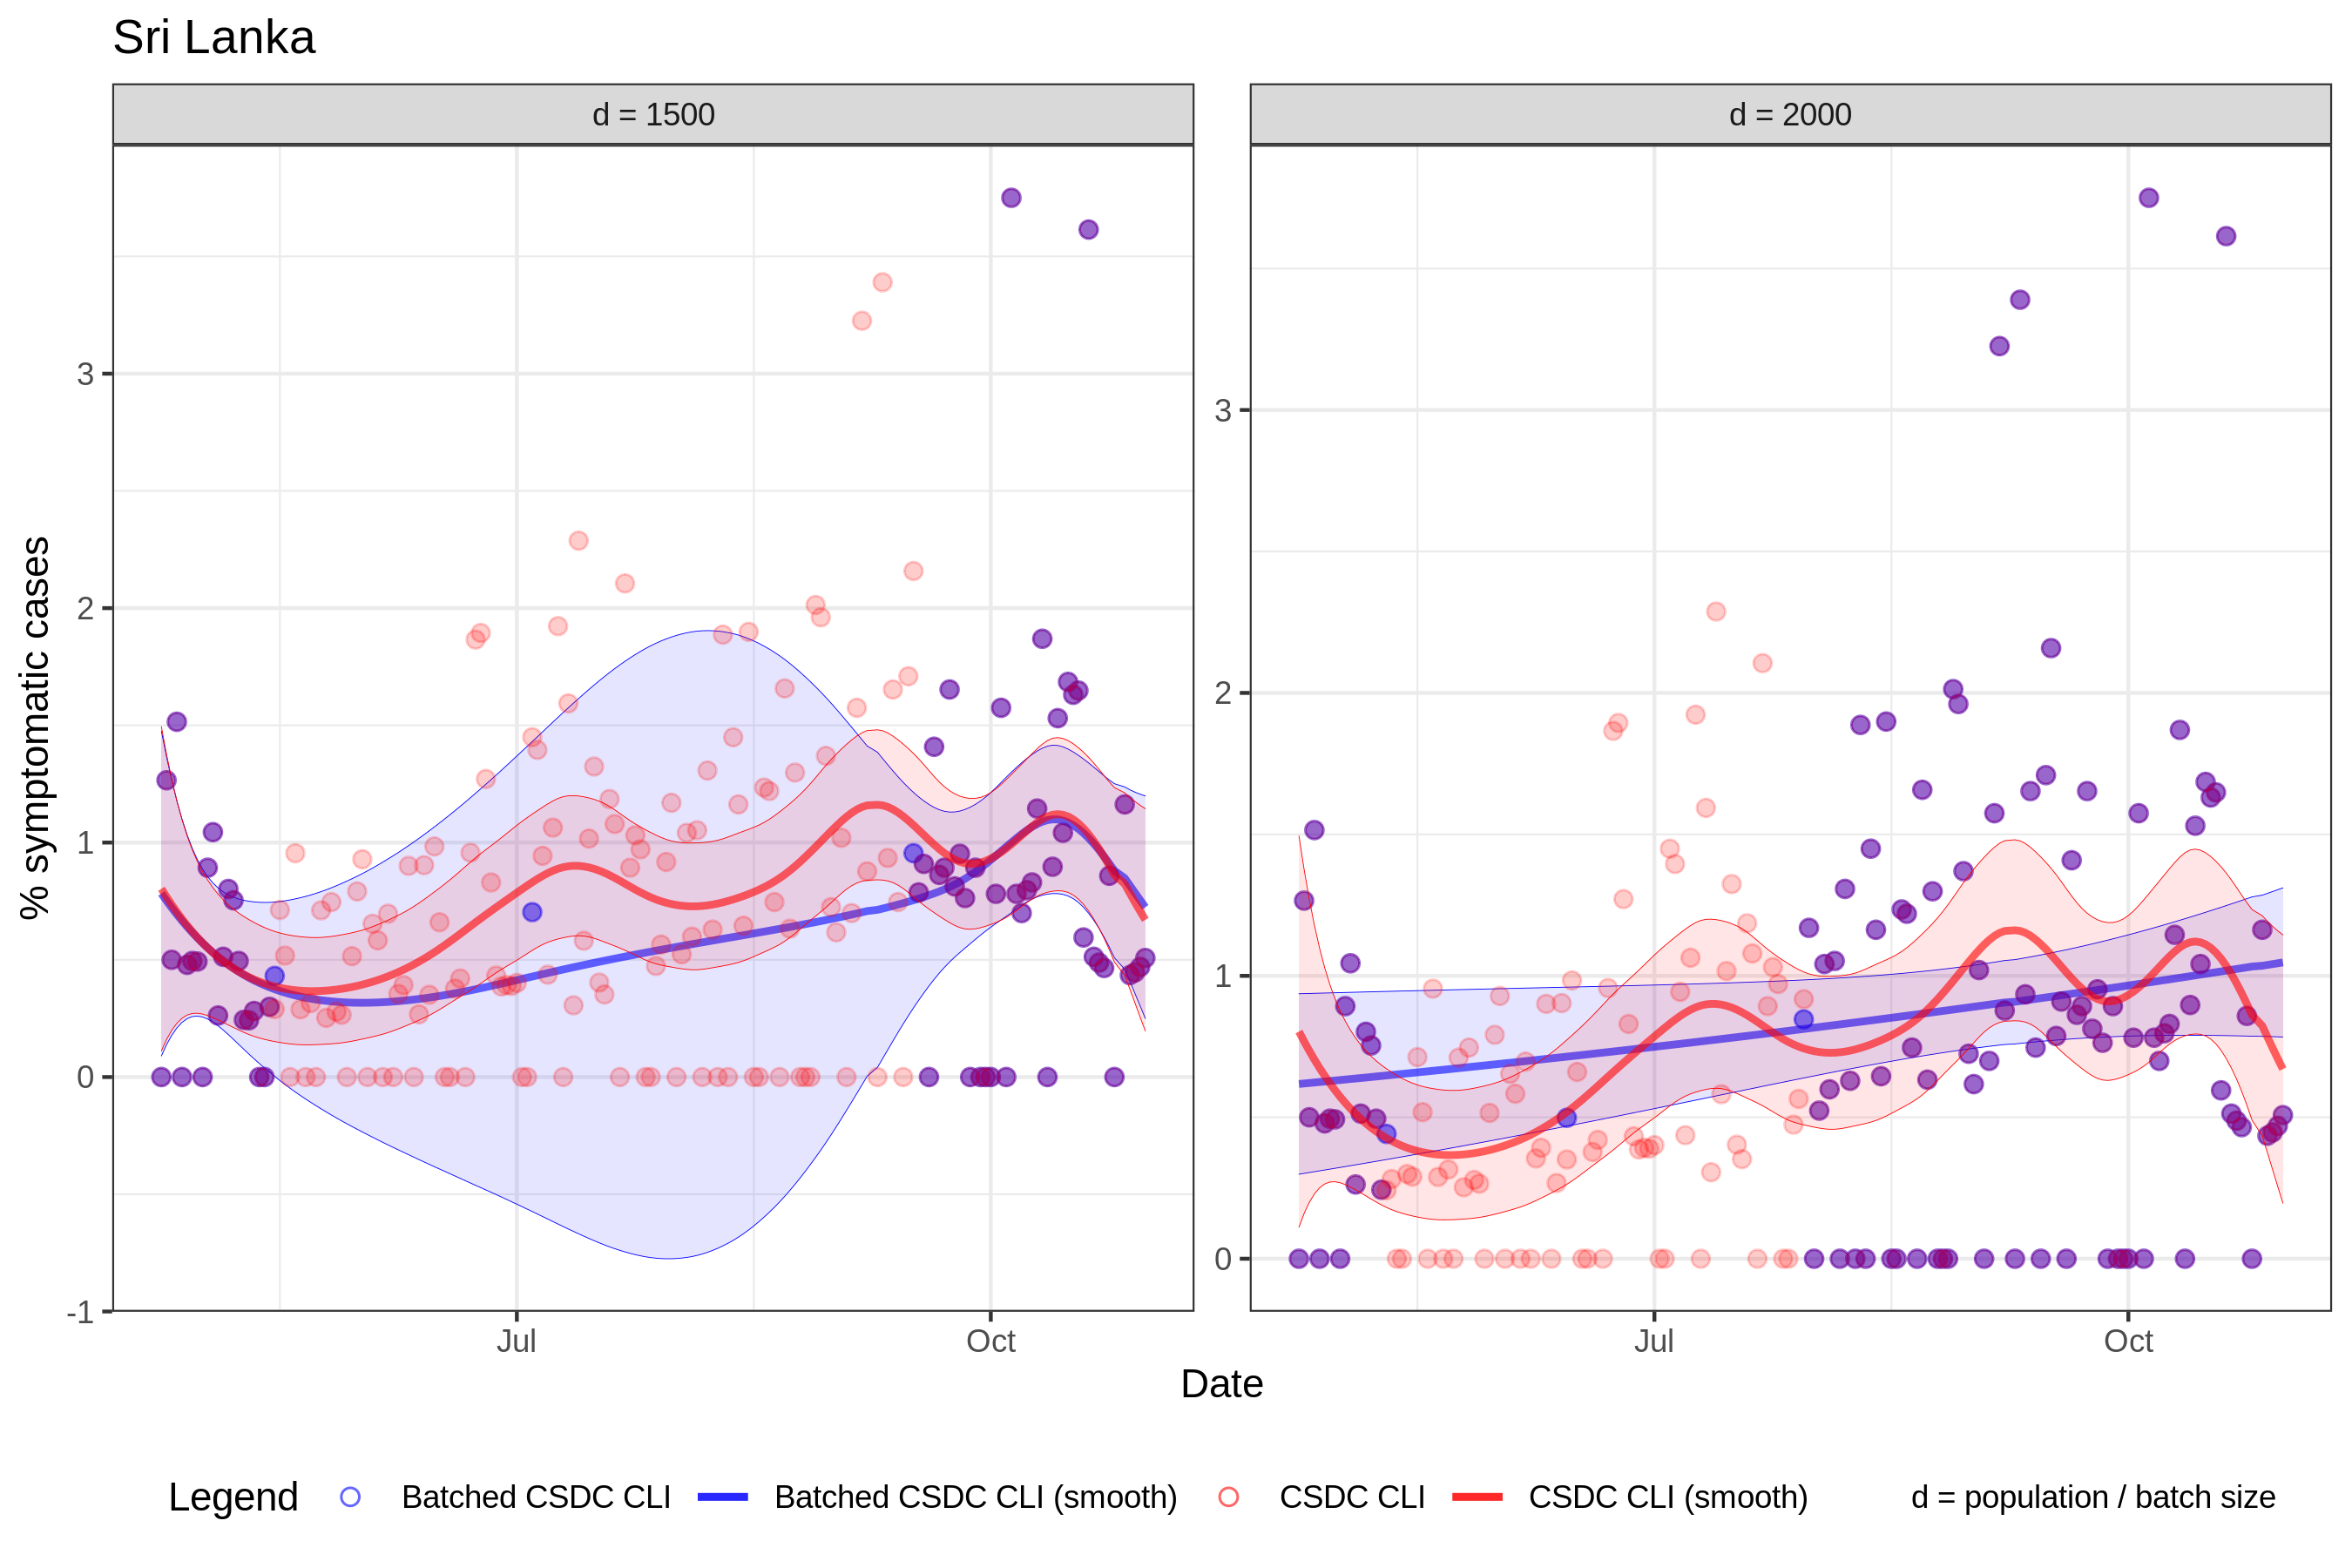 Sri Lanka
d = 1500
d = 2000
% symptomatic cases
3
2
1
0
-1
3
2
1
0
Jul
Oct
Jul
Oct
Date
Legend
Batched CSDC CLI
Batched CSDC CLI (smooth)
CSDC CLI
CSDC CLI (smooth)
d = population / batch size